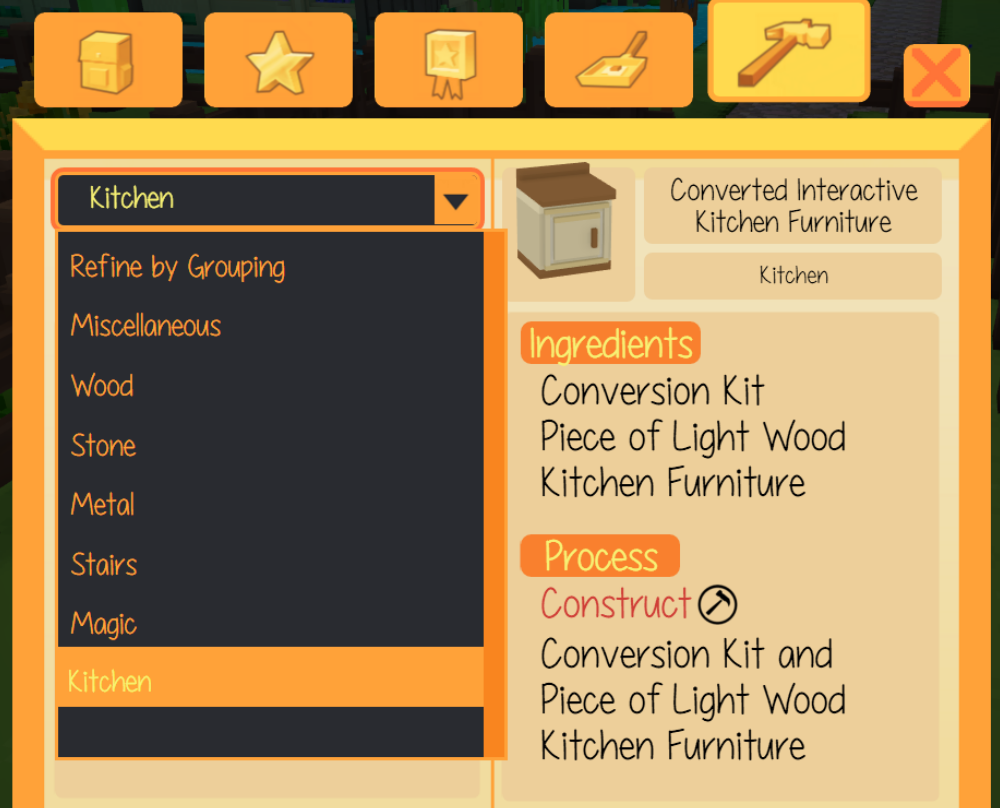 Kitchen
Refine by Grouping
Miscellaneous
Wood
Stone
Metal
Stairs
Magic
Kitchen
Converted Interactive
Kitchen Furniture
Kitchen
Ingredients
Conversion Kit
Piece of Light Wood
Kitchen Furniture
Process
Construct
Conversion Kit and
Piece of Light Wood
Kitchen Furniture